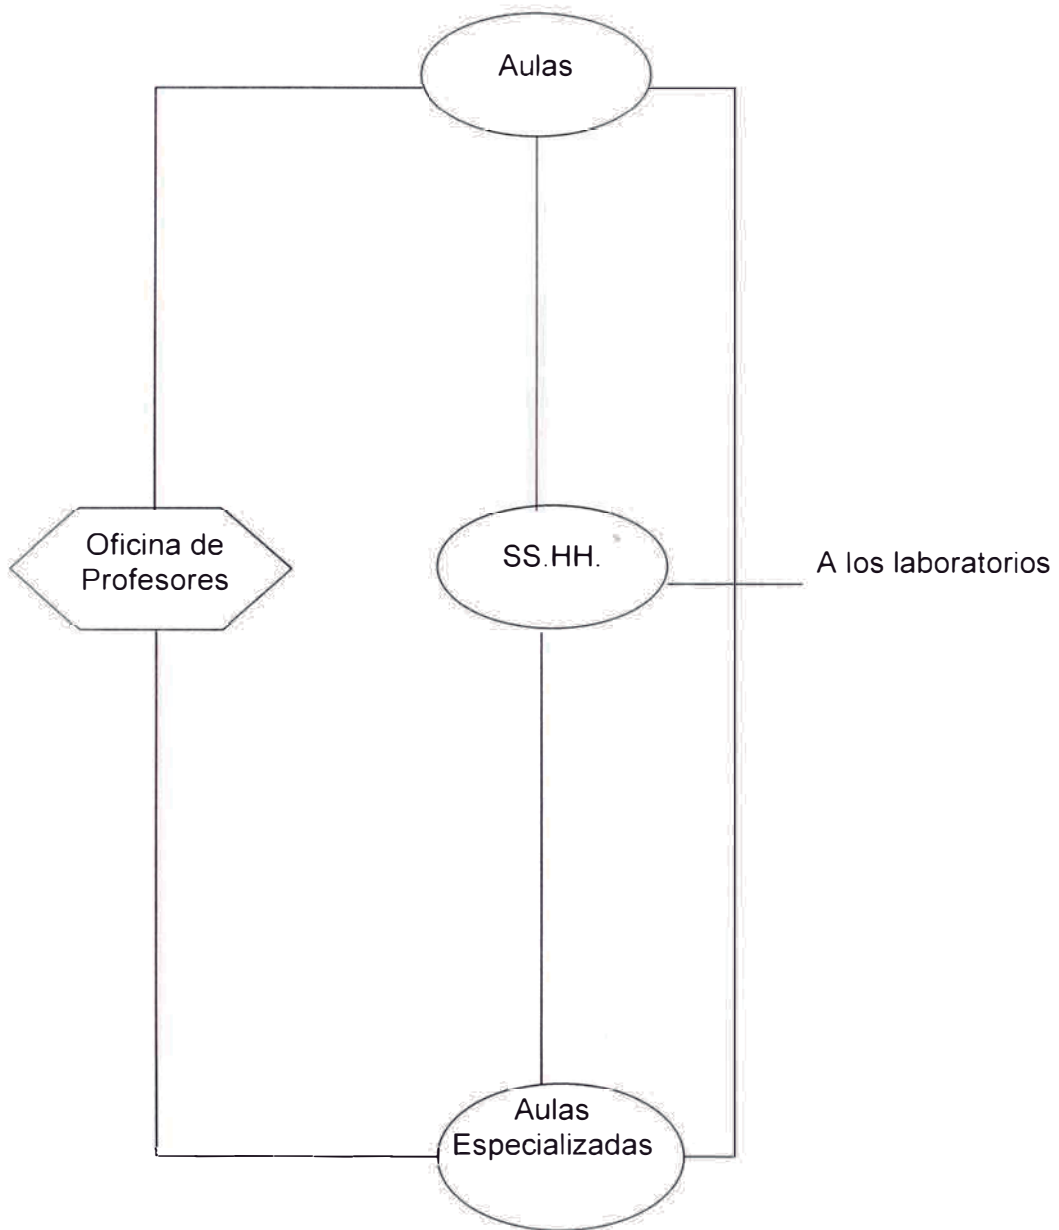 Aulas
Oficina de
Profesores
SS.HH.
A los laboratorios
Aulas
Especializadas